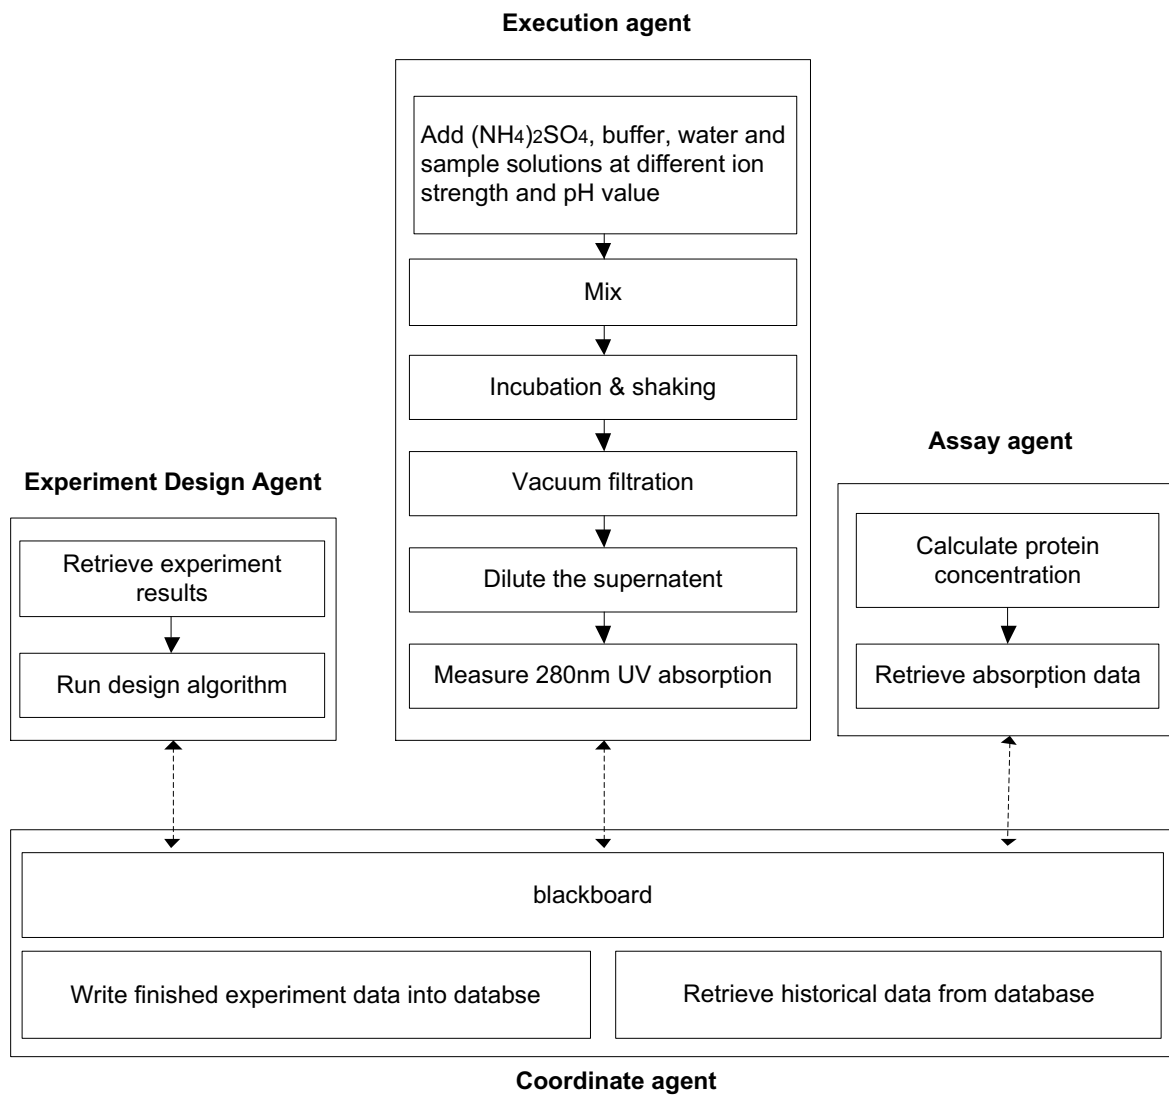 Execution agent
Add (NH4)2SO4, buffer, water and
sample solutions at different ion
strength and pH value
Mix
Incubation & shaking
Vacuum filtration
Dilute the supernatent
Measure 280nm UV absorption
Experiment Design Agent
Retrieve experiment
results
Run design algorithm
Assay agent
Calculate protein
concentration
Retrieve absorption data
blackboard
Write finished experiment data into databse
Retrieve historical data from database
Coordinate agent